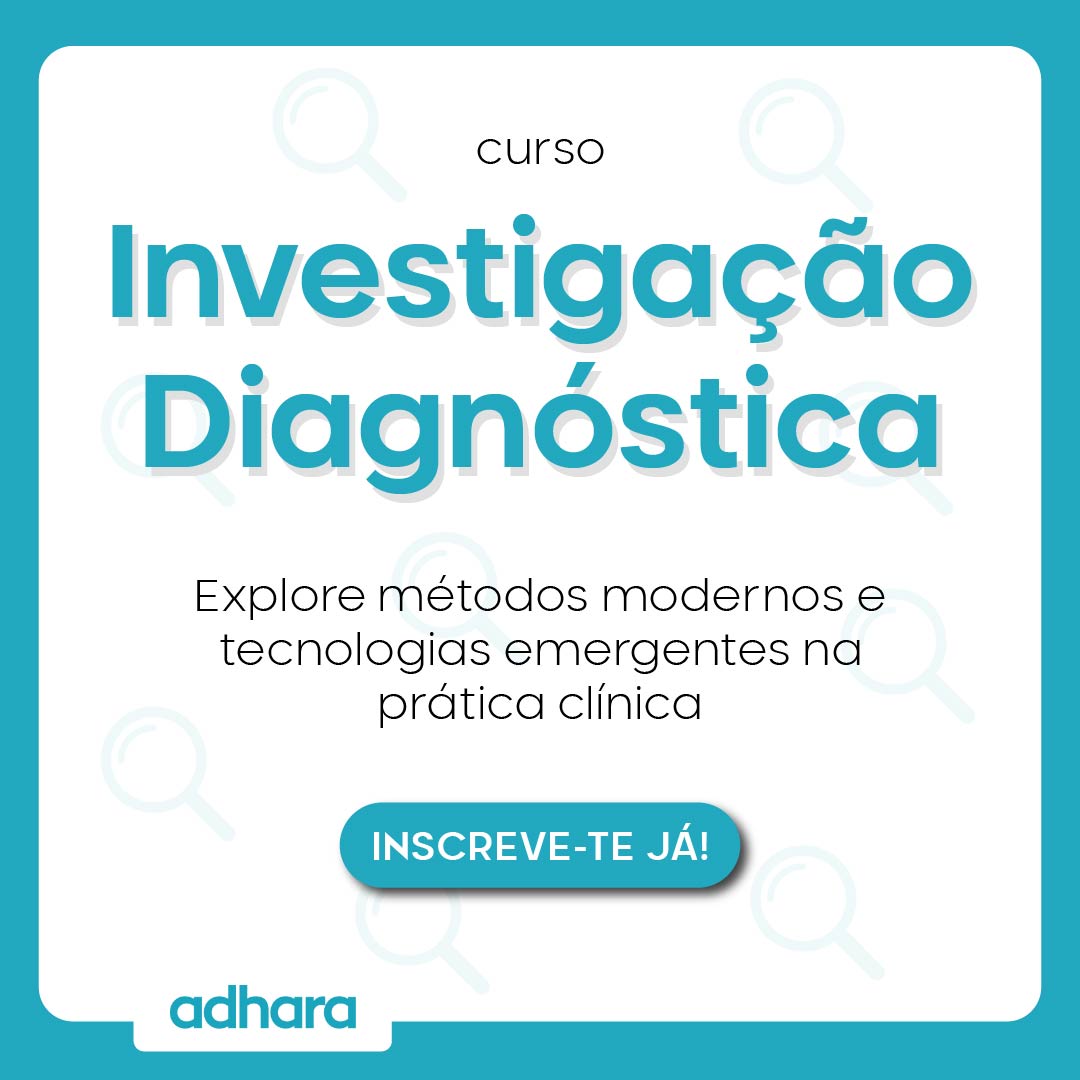 curso
Investigação
Diagnóstica
Explore métodos modernos e
tecnologias emergentes na
prática clínica
INSCREVE-TE JÁ!
adhara